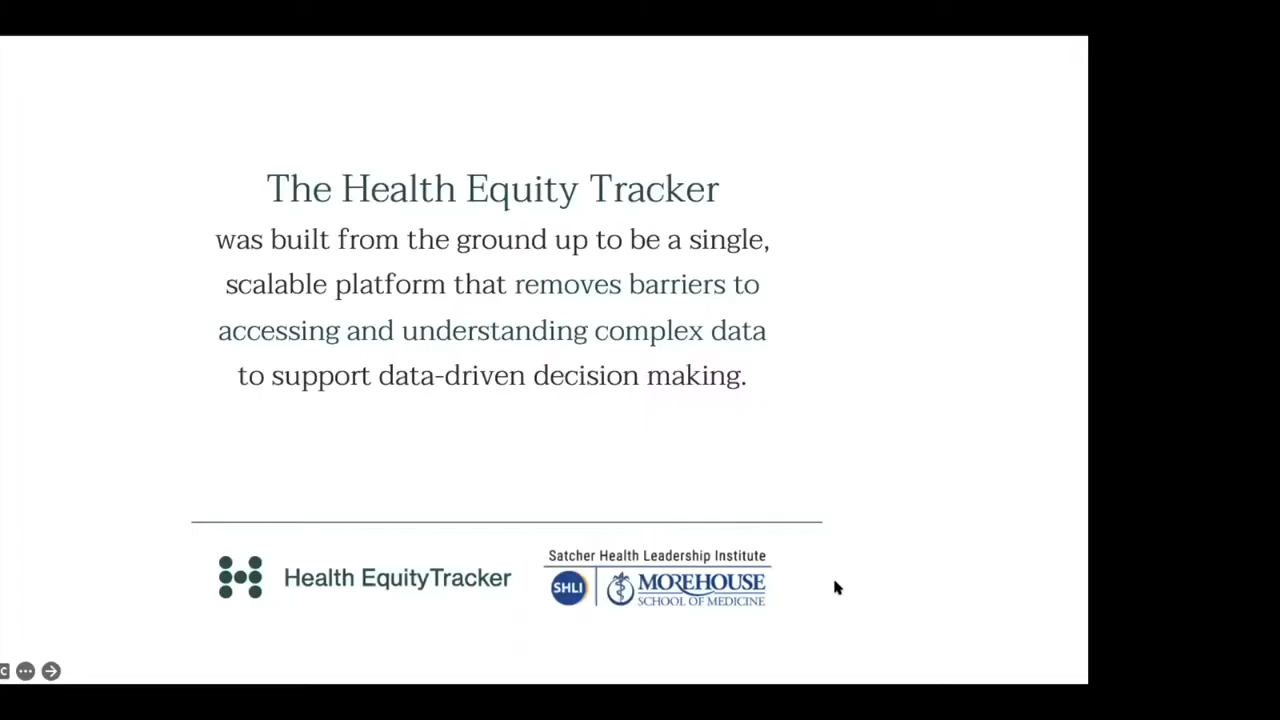 The Health Equity Tracker
was built from the ground up to be a single,
scalable platform that removes barriers to
accessing and understanding complex data
to support data-driven decision making.
Health EquityTracker
Satcher Health Leadership Institute
SHLI
MOREHOUSE
SCHOOL OF MEDICINE